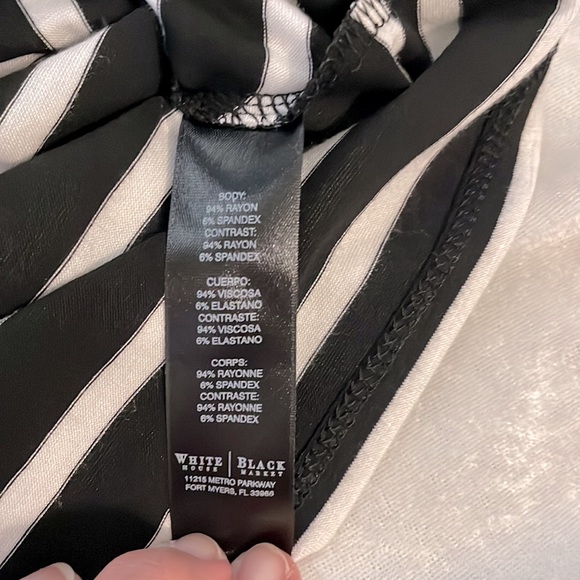 BODY:
94% RAYON
6% SPANDEX
CONTRAST:
94% RAYON
6% SPANDEX
CUERPO:
94% VISCOSA
6% ELASTANO
CONTRASTE:
94% VISCOSA
6% ELASTANO
CORPS:
94% RAYONNE
6% SPANDEX
CONTRASTE:
94% RAYONNE
6% SPANDEX
WHITE | BLACK
HOUSE | MARKET
11215 METRO PARKWAY
FORT MYERS, FL 33966